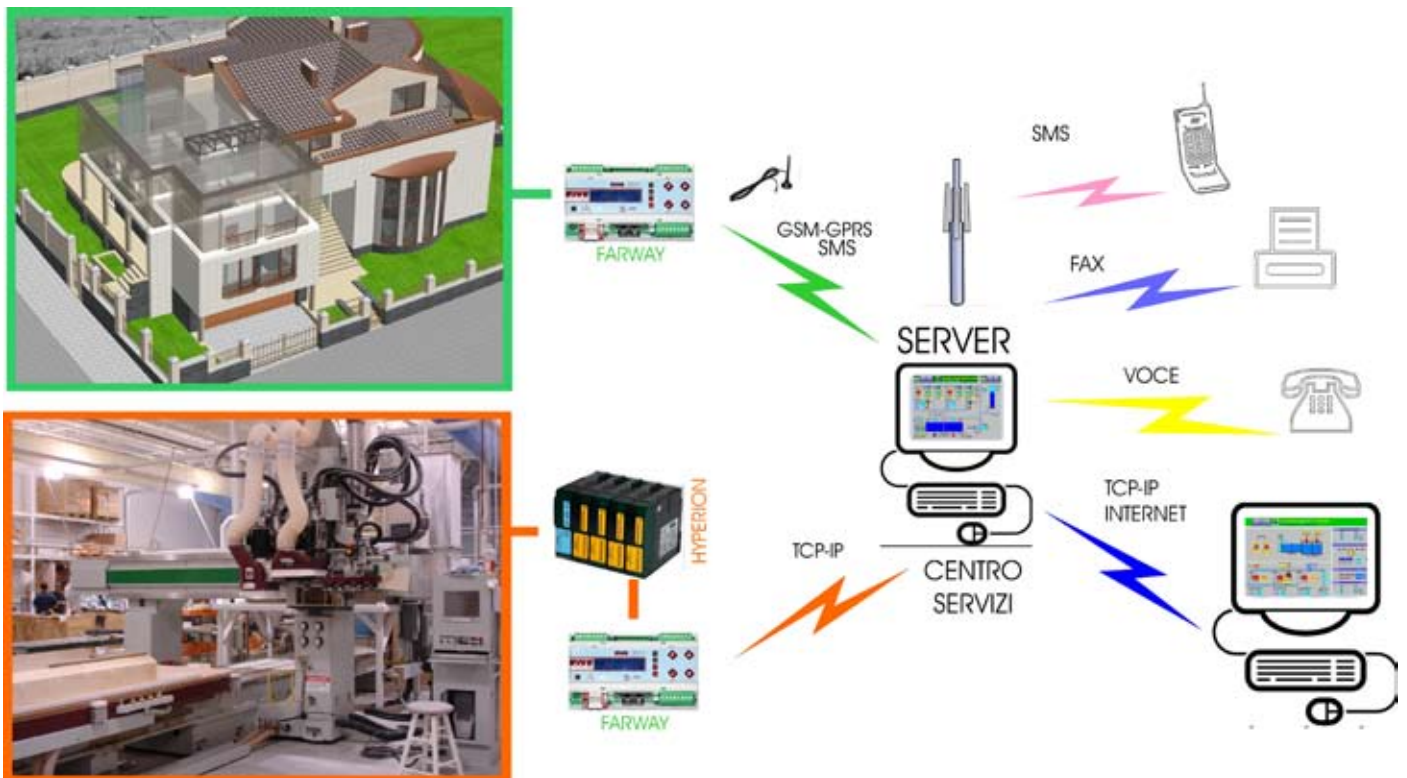 SMS
GSM-GPRS
SMS
FARWAY
FAX
SERVER
VOCE
HYPERION
TCP-IP
INTERNET
TCP-IP
CENTRO
SERVIZI
FARWAY